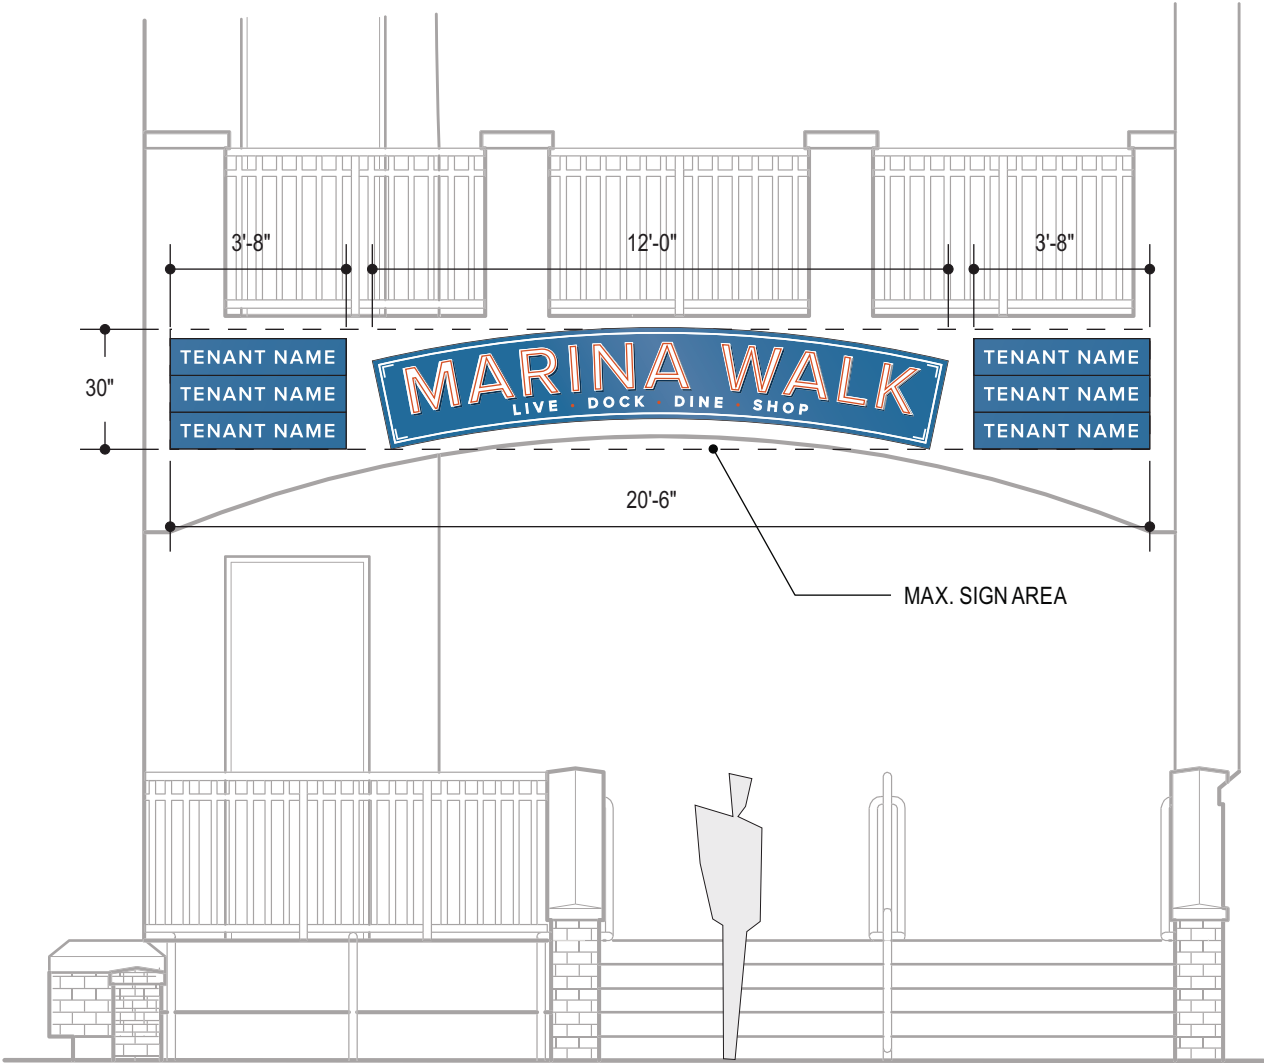 3'-8"
12'-0"
3'-8"
30"
TENANT NAME
TENANT NAME
TENANT NAME
MARINA WALK
LIVE · DOCK · DINE · SHOP
TENANT NAME
TENANT NAME
TENANT NAME
20'-6"
MAX. SIGN AREA